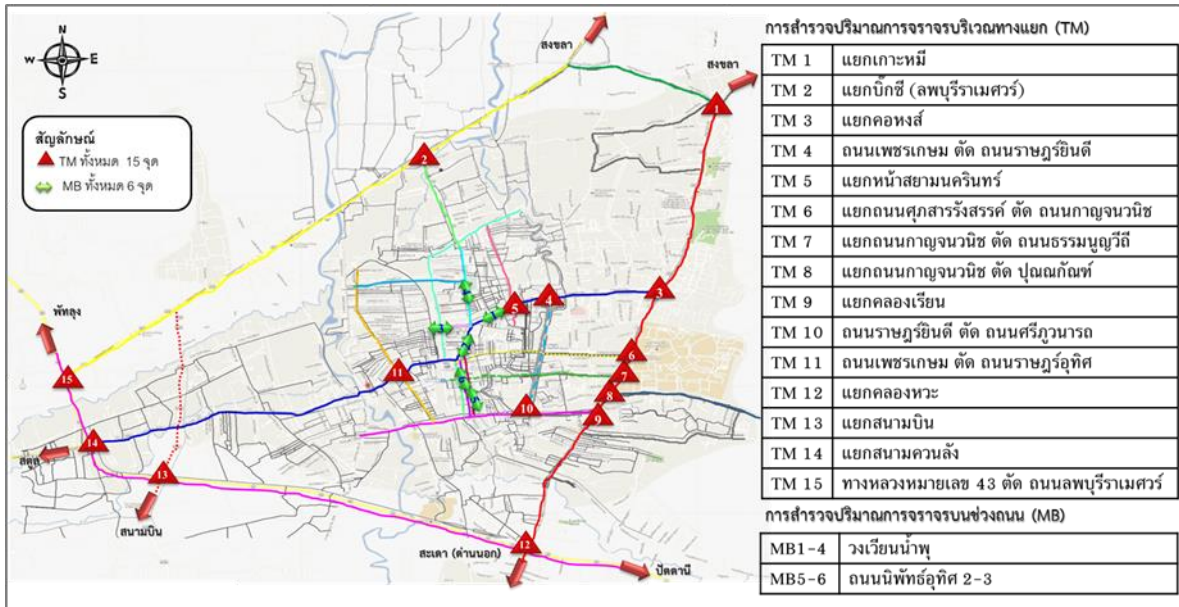 N
W E
S
สงขลา
สงขลา
สัญลักษณ์
TM ทั้งหมด 15 จุด
MB ทั้งหมด 6 จุด
1
2
3
4
5
6
7
8
9
10
11
12
13
14
15
พัทลุง
สตูล
สนามบิน
สะเดา (ด่านนอก)
ปัตตานี
การสำรวจปริมาณการจราจรบริเวณทางแยก (TM)
TM 1 แยกเกาะหมี
TM 2 แยกบิ๊กซี (ลพบุรีราเมศวร์)
TM 3 แยกคอหงส์
TM 4 ถนนเพชรเกษม ตัด ถนนราษฎร์ยินดี
TM 5 แยกหน้าสยามนครินทร์
TM 6 แยกถนนศุภสารรังสรรค์ ตัด ถนนกาญจนวนิช
TM 7 แยกถนนกาญจนวนิช ตัด ถนนธรรมนูญวิถี
TM 8 แยกถนนกาญจนวนิช ตัด ปุณณกัณฑ์
TM 9 แยกคลองเรียน
TM 10 ถนนราษฎร์ยินดี ตัด ถนนศรีภูวนารถ
TM 11 ถนนเพชรเกษม ตัด ถนนราษฎร์อุทิศ
TM 12 แยกคลองหวะ
TM 13 แยกสนามบิน
TM 14 แยกสนามควนลัง
TM 15 ทางหลวงหมายเลข 43 ตัด ถนนลพบุรีราเมศวร์
การสำรวจปริมาณการจราจรบนช่วงถนน (MB)
MB1-4 วงเวียนน้ำพุ
MB5-6 ถนนนิพัทธ์อุทิศ 2-3